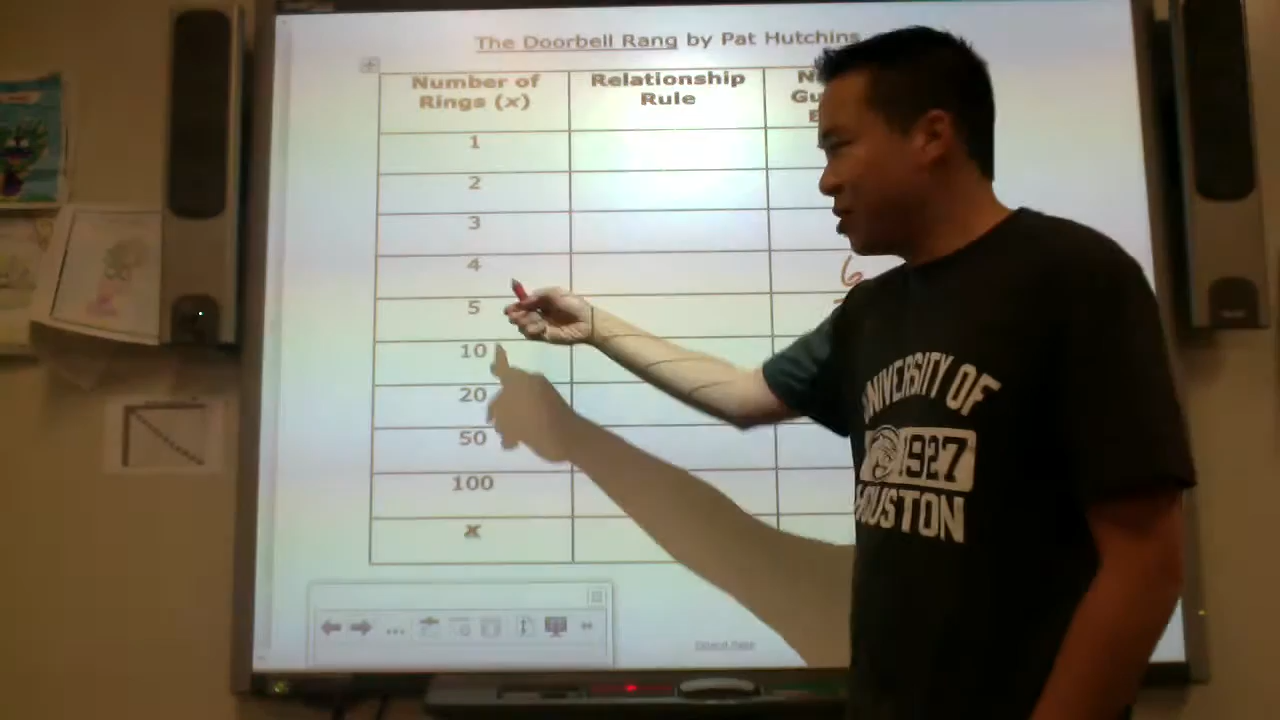 The Doorbell Rang by Pat Hutchins
Number of
Rings (x)
Relationship
Rule
1
2
3
4
6
5
10
20
50
100
x
UNIVERSITY OF
1927
HOUSTON